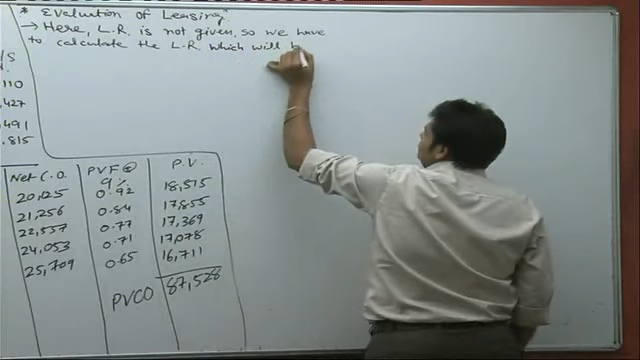 * Evaluation of Leasing:
→ Here, L.R. is not given, so we have
to calculate the L.R. which will b
/S
110
,427
,491
.815
Net C.O. PVF@ 9% P.V.
20,125 0.92 18,515
21,256 0.84 17,855
22,557 0.77 17,369
24,053 0.71 17,078
25,709 0.65 16,711
PVCO 87,528